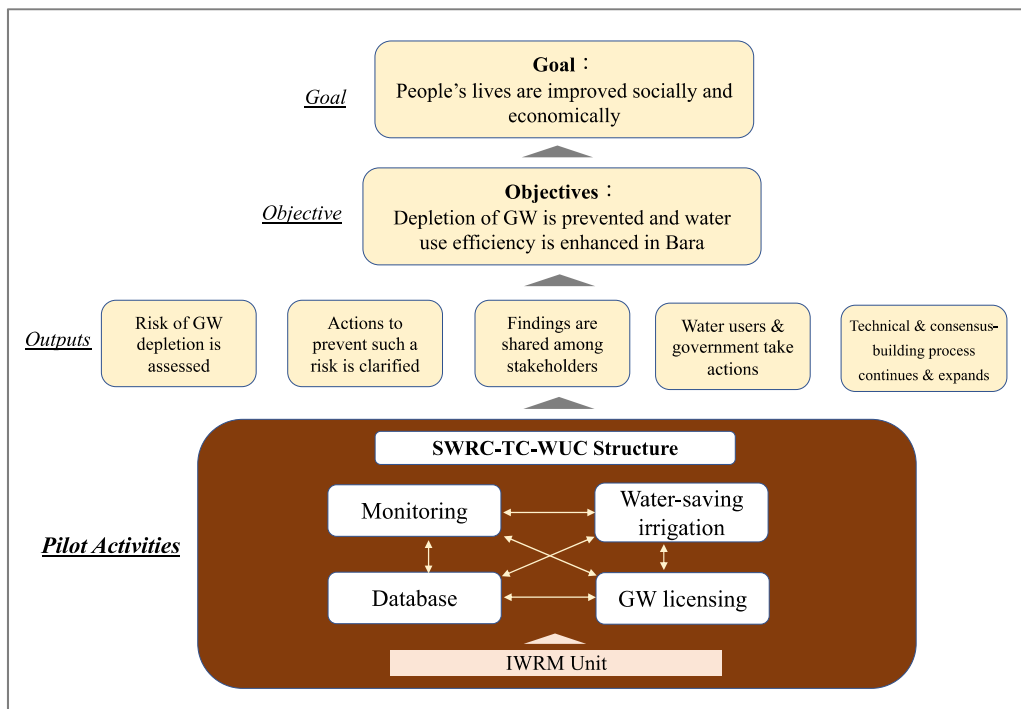 Goal
Goal：
People's lives are improved socially and
economically
Objective
Objectives：
Depletion of GW is prevented and water
use efficiency is enhanced in Bara
Outputs
Risk of GW
depletion is
assessed
Actions to
prevent such a
risk is clarified
Findings are
shared among
stakeholders
Water users &
government take
actions
Technical & consensus-
building process
continues & expands
Pilot Activities
SWRC-TC-WUC Structure
Monitoring
Water-saving
irrigation
Database
GW licensing
IWRM Unit